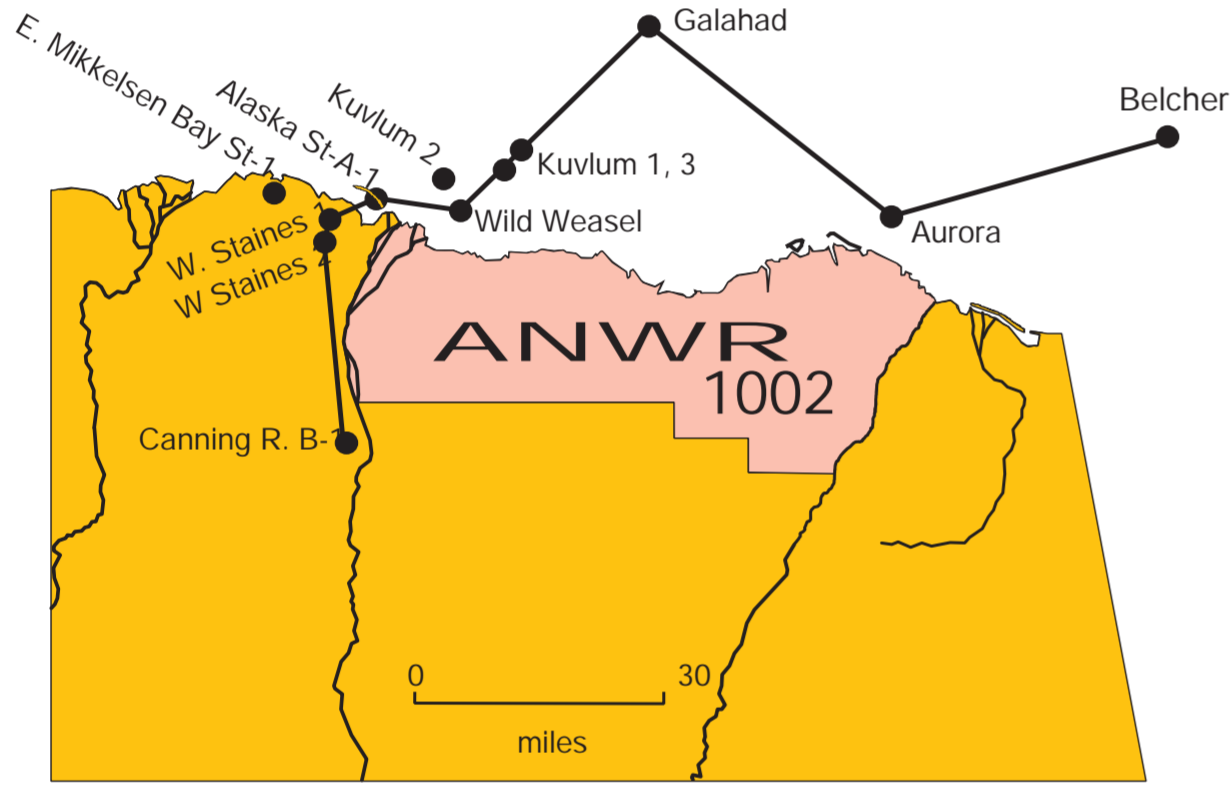 Galahad
E. Mikkelsen Bay St-1
Alaska St-A-1
Kuvlum 2
Belcher
Kuvlum 1, 3
Wild Weasel
Aurora
W. Staines 1
W Staines 2
ANWR
1002
Canning R. B-1
0 30
miles